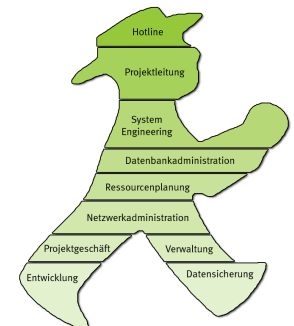 Hotline
Projektleitung
System
Engineering
Datenbankadministration
Ressourcenplanung
Netzwerkadministration
Projektgeschäft
Verwaltung
Entwicklung
Datensicherung